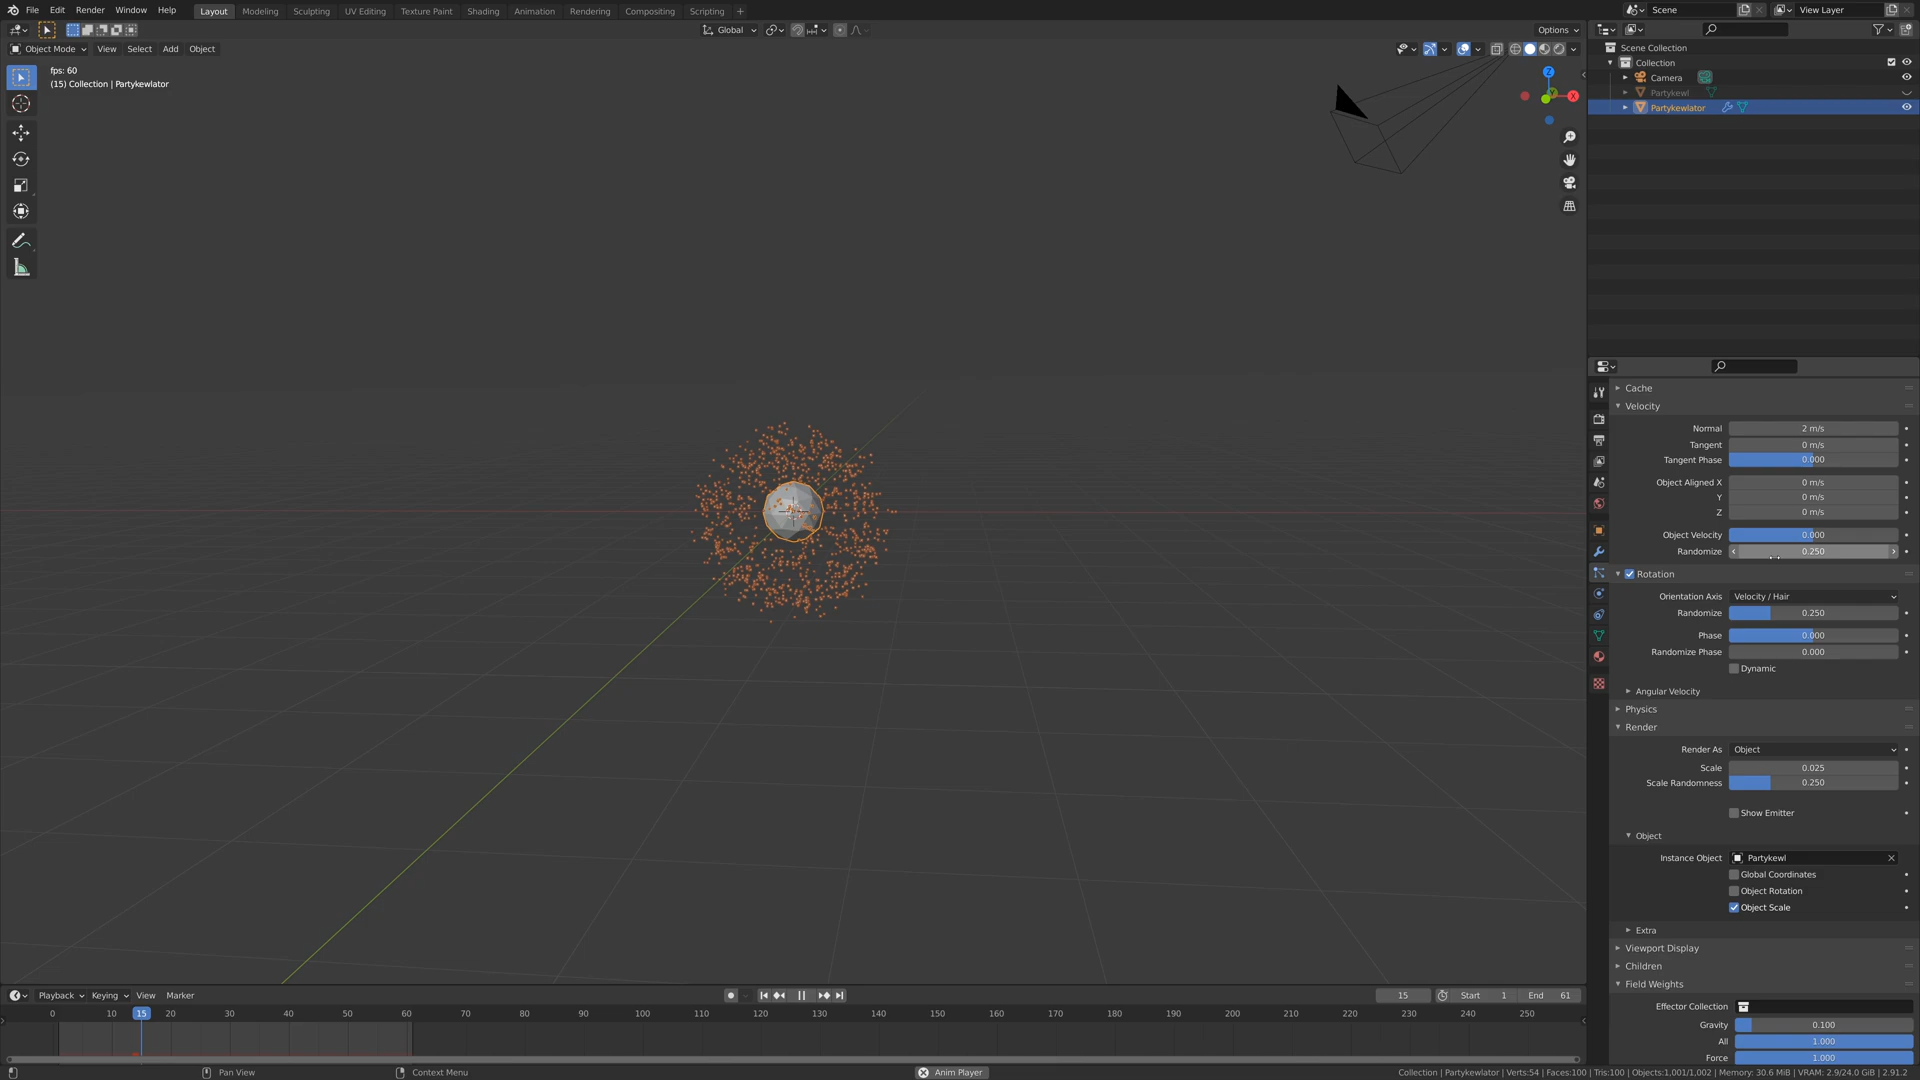 File Edit Render Window Help Layout Modeling Sculpting UV Editing Texture Paint Shading Animation Rendering Compositing Scripting + Scene View Layer
Global Options
Object Mode View Select Add Object
fps: 60
(15) Collection | Partykewlator
Z
X
Y
Scene Collection
Collection
Camera
Partykewl
Partykewlator
Cache
Velocity
Normal 2 m/s
Tangent 0 m/s
Tangent Phase 0.000
Object Aligned X 0 m/s
Y 0 m/s
Z 0 m/s
Object Velocity 0.000
Randomize 0.250
Rotation
Orientation Axis Velocity / Hair
Randomize 0.250
Phase 0.000
Randomize Phase 0.000
Dynamic
Angular Velocity
Physics
Render
Render As Object
Scale 0.025
Scale Randomness 0.250
Show Emitter
Object
Instance Object Partykewl
Global Coordinates
Object Rotation
Object Scale
Extra
Viewport Display
Children
Field Weights
Effector Collection
Gravity 0.100
All 1.000
Force 1.000
Playback Keying View Marker 15 Start 1 End 61
0 10 15 20 30 40 50 60 70 80 90 100 110 120 130 140 150 160 170 180 190 200 210 220 230 240 250
Pan View Context Menu Anim Player Collection | Partykewlator | Verts:54 | Faces:100 | Tris:100 | Objects:1,001/1,002 | Memory: 30.6 MiB | VRAM: 2.9/24.0 GiB | 2.91.2